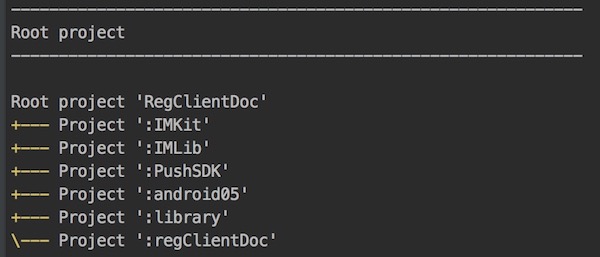 ------------------------------------------------------------
Root project
------------------------------------------------------------

Root project 'RegClientDoc'
+--- Project ':IMKit'
+--- Project ':IMLib'
+--- Project ':PushSDK'
+--- Project ':android05'
+--- Project ':library'
\--- Project ':regClientDoc'